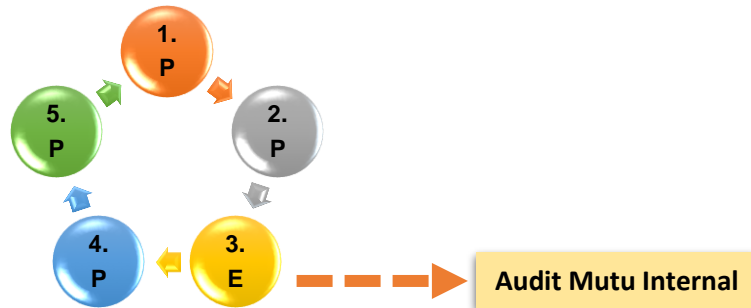 1.
P
2.
P
3.
E
4.
P
5.
P
Audit Mutu Internal